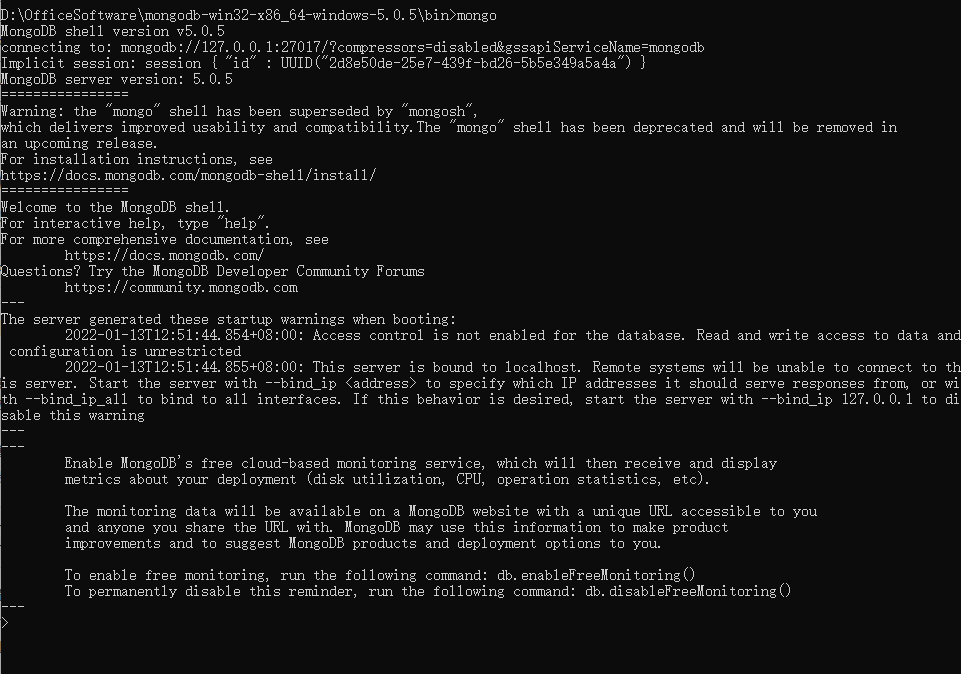 D:\OfficeSoftware\mongodb-win32-x86_64-windows-5.0.5\bin>mongo
MongoDB shell version v5.0.5
connecting to: mongodb://127.0.0.1:27017/?compressors=disabled&gssapiServiceName=mongodb
Implicit session: session { "id" : UUID("2d8e50de-25e7-439f-bd26-5b5e349a5a4a") }
MongoDB server version: 5.0.5
================
Warning: the "mongo" shell has been superseded by "mongosh",
which delivers improved usability and compatibility.The "mongo" shell has been deprecated and will be removed in
an upcoming release.
For installation instructions, see
https://docs.mongodb.com/mongodb-shell/install/
================
Welcome to the MongoDB shell.
For interactive help, type "help".
For more comprehensive documentation, see
        https://docs.mongodb.com/
Questions? Try the MongoDB Developer Community Forums
        https://community.mongodb.com
---
The server generated these startup warnings when booting:
        2022-01-13T12:51:44.854+08:00: Access control is not enabled for the database. Read and write access to data and
 configuration is unrestricted
        2022-01-13T12:51:44.855+08:00: This server is bound to localhost. Remote systems will be unable to connect to th
is server. Start the server with --bind_ip <address> to specify which IP addresses it should serve responses from, or wi
th --bind_ip_all to bind to all interfaces. If this behavior is desired, start the server with --bind_ip 127.0.0.1 to di
sable this warning
---
---
        Enable MongoDB's free cloud-based monitoring service, which will then receive and display
        metrics about your deployment (disk utilization, CPU, operation statistics, etc).

        The monitoring data will be available on a MongoDB website with a unique URL accessible to you
        and anyone you share the URL with. MongoDB may use this information to make product
        improvements and to suggest MongoDB products and deployment options to you.

        To enable free monitoring, run the following command: db.enableFreeMonitoring()
        To permanently disable this reminder, run the following command: db.disableFreeMonitoring()
---
>